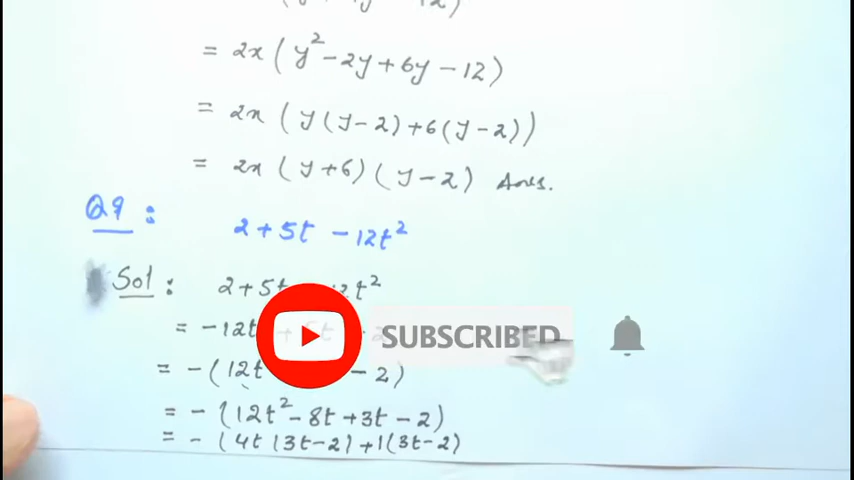 = 2x ( y² - 2y + 6y - 12 )
= 2x ( y ( y - 2 ) + 6 ( y - 2 ) )
= 2x ( y + 6 ) ( y - 2 ) Ans.
Q9 : 2 + 5t - 12t²
Sol : 2 + 5t 12t²
= - 12t
= - ( 12t - 2 )
= - ( 12t² - 8t + 3t - 2 )
= - ( 4t ( 3t - 2 ) + 1 ( 3t - 2 )
SUBSCRIBED